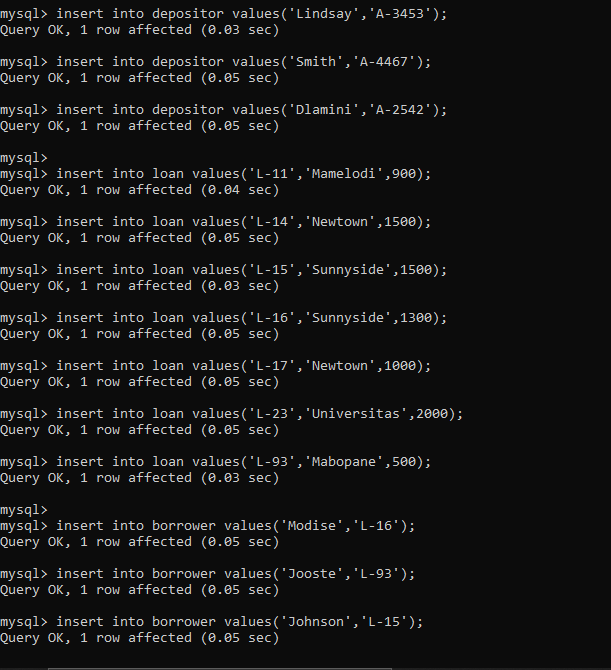 mysql> insert into depositor values('Lindsay','A-3453');
Query OK, 1 row affected (0.03 sec)
mysql> insert into depositor values('Smith','A-4467');
Query OK, 1 row affected (0.05 sec)
mysql> insert into depositor values('Dlamini','A-2542');
Query OK, 1 row affected (0.05 sec)
mysql>
mysql> insert into loan values('L-11','Mamelodi',900);
Query OK, 1 row affected (0.04 sec)
mysql> insert into loan values('L-14','Newtown',1500);
Query OK, 1 row affected (0.05 sec)
mysql> insert into loan values('L-15','Sunnyside',1500);
Query OK, 1 row affected (0.03 sec)
mysql> insert into loan values('L-16','Sunnyside',1300);
Query OK, 1 row affected (0.05 sec)
mysql> insert into loan values('L-17','Newtown',1000);
Query OK, 1 row affected (0.05 sec)
mysql> insert into loan values('L-23','Universitas',2000);
Query OK, 1 row affected (0.05 sec)
mysql> insert into loan values('L-93','Mabopane',500);
Query OK, 1 row affected (0.03 sec)
mysql>
mysql> insert into borrower values('Modise','L-16');
Query OK, 1 row affected (0.05 sec)
mysql> insert into borrower values('Jooste','L-93');
Query OK, 1 row affected (0.05 sec)
mysql> insert into borrower values('Johnson','L-15');
Query OK, 1 row affected (0.05 sec)